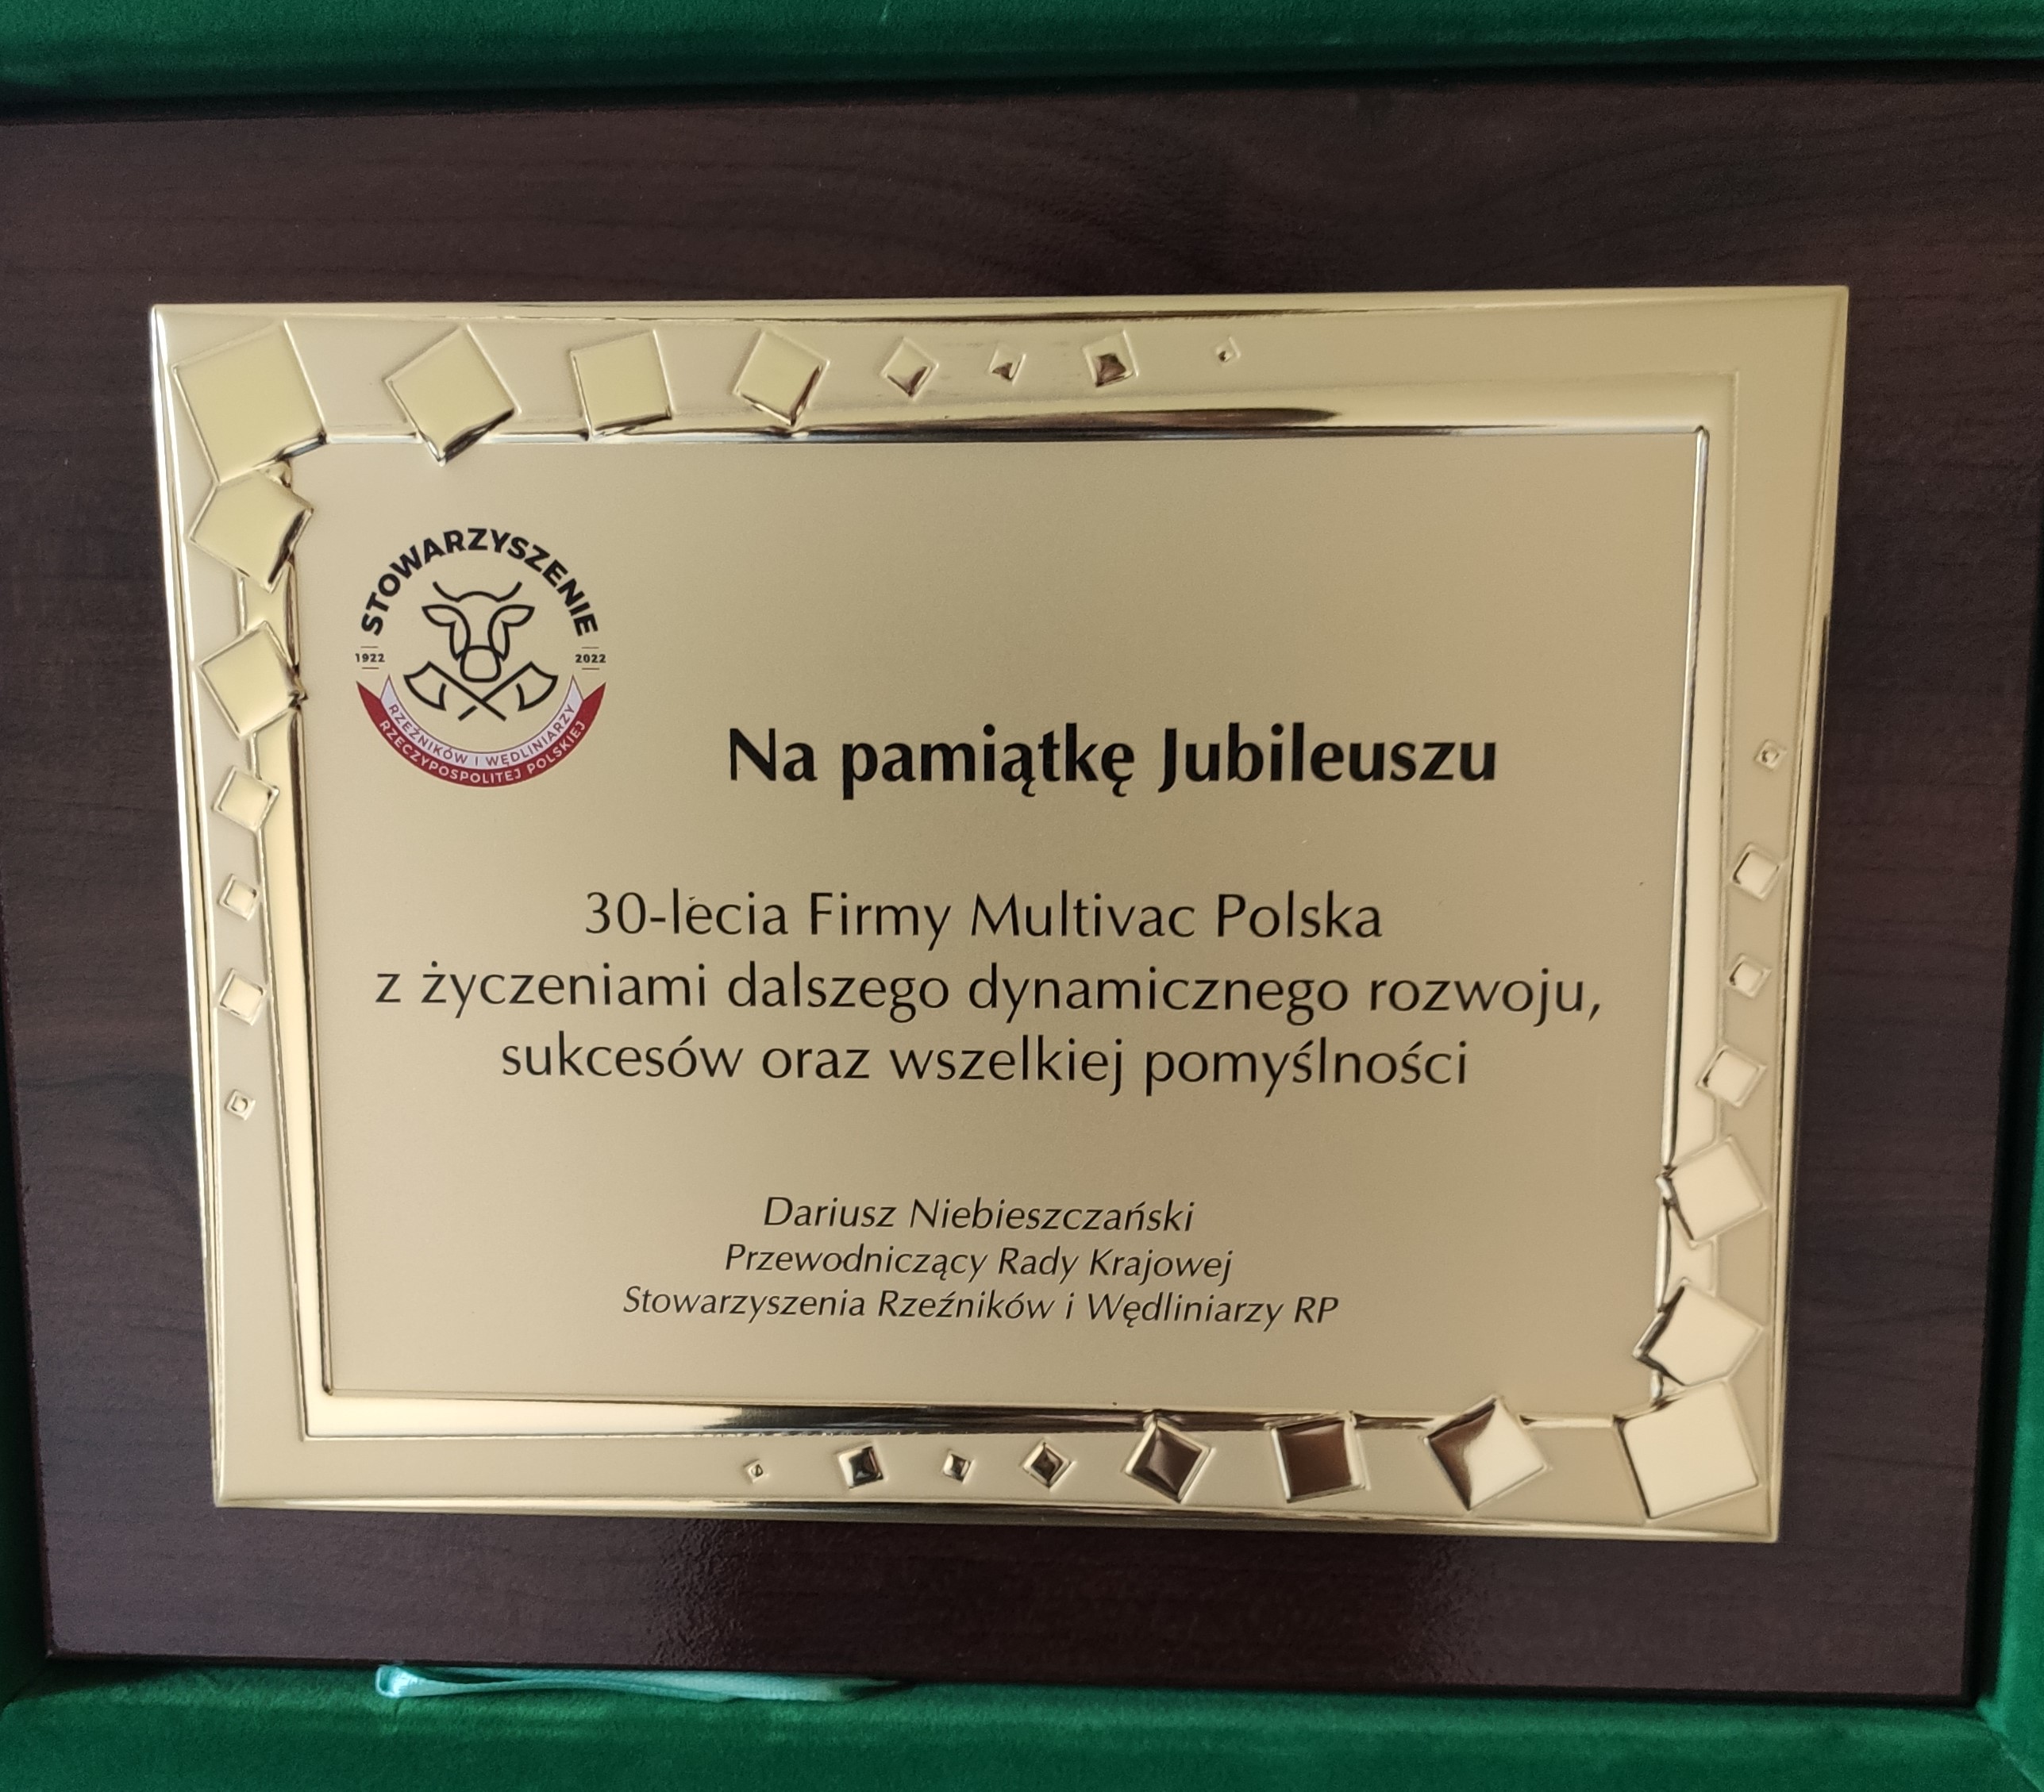 STOWARZYSZENIE
1922 2022
RZEŹNIKÓW I WĘDLINIARZY
RZECZYPOSPOLITEJ POLSKIEJ
Na pamiątkę Jubileuszu
30-lecia Firmy Multivac Polska
z życzeniami dalszego dynamicznego rozwoju,
sukcesów oraz wszelkiej pomyślności
Dariusz Niebieszczański
Przewodniczący Rady Krajowej
Stowarzyszenia Rzeźników i Wędliniarzy RP